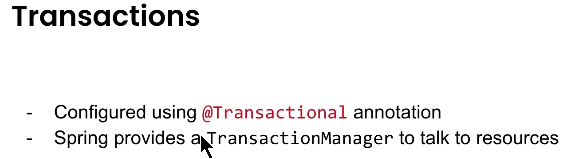 Transactions
- Configured using @Transactional annotation
- Spring provides a TransactionManager to talk to resources